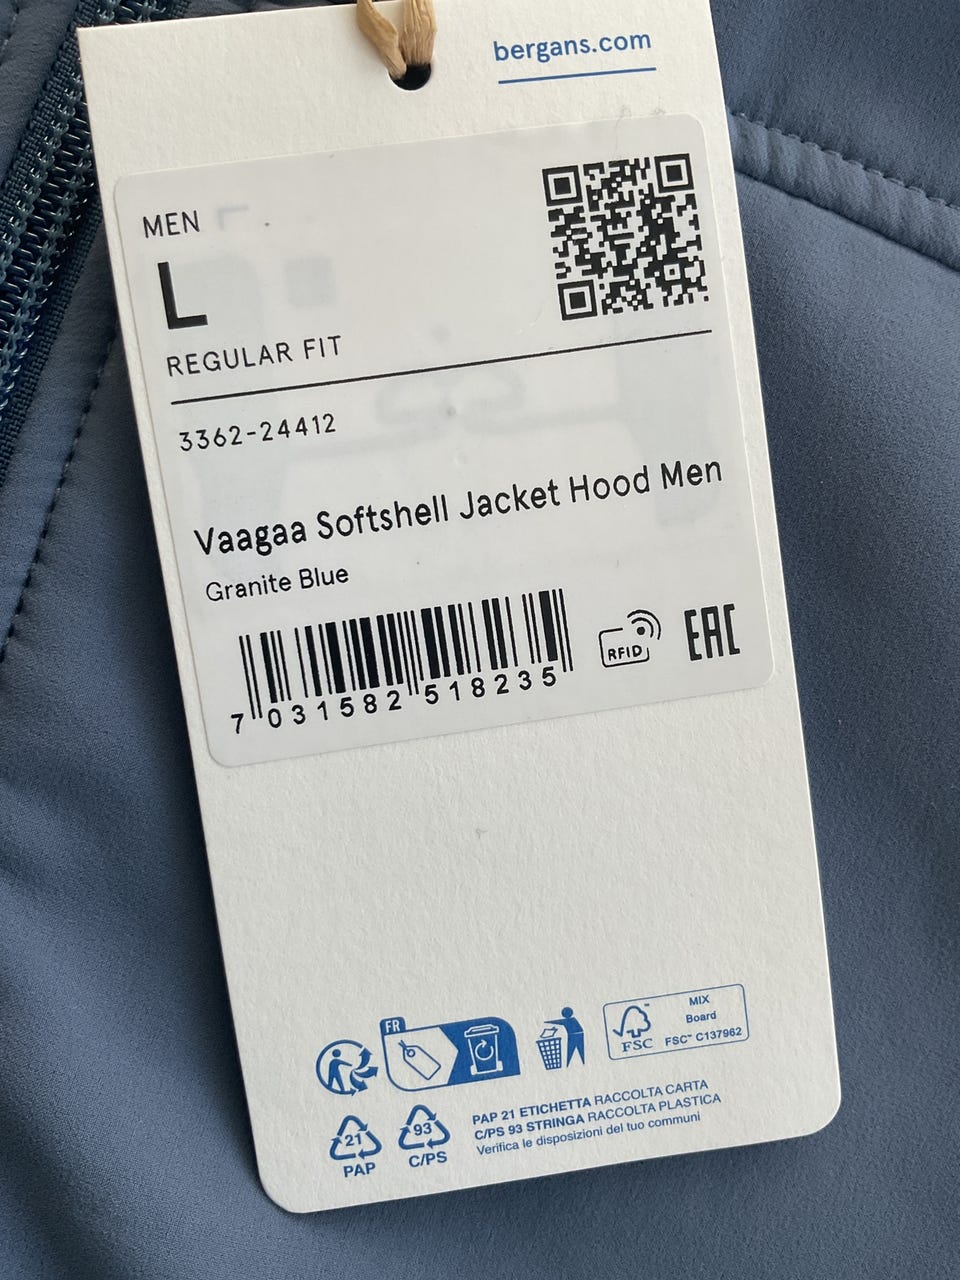 bergans.com
MEN
L
REGULAR FIT
3362-24412
Vaagaa Softshell Jacket Hood Men
Granite Blue
7 031582 518235
RFID
EAC
FR
FSC™
MIX
Board
FSC™ C137962
21
PAP
93
C/PS
PAP 21 ETICHETTA RACCOLTA CARTA
C/PS 93 STRINGA RACCOLTA PLASTICA
Verifica le disposizioni del tuo communi